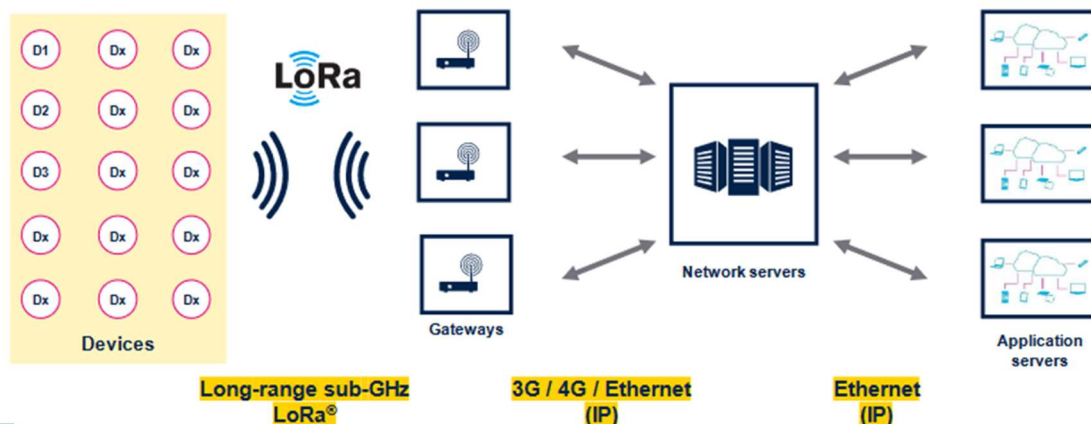 D1 Dx Dx
D2 Dx Dx
D3 Dx Dx
Dx Dx Dx
Dx Dx Dx
Devices
LoRa
Gateways
Network servers
Application
servers
Long-range sub-GHz
LoRa®
3G / 4G / Ethernet
(IP)
Ethernet
(IP)